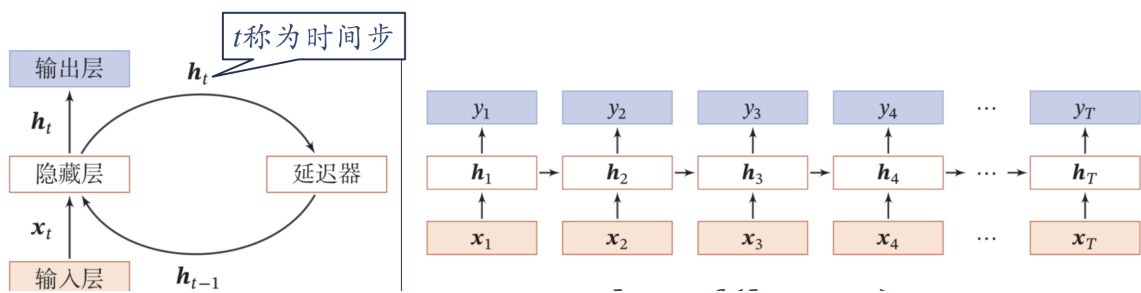 t称为时间步
输出层
h_t
h_t
隐藏层
延迟器
x_t
h_{t−1}
输入层
y_1 y_2 y_3 y_4 ⋯ y_T
h_1 h_2 h_3 h_4 ⋯ h_T
x_1 x_2 x_3 x_4 ⋯ x_T